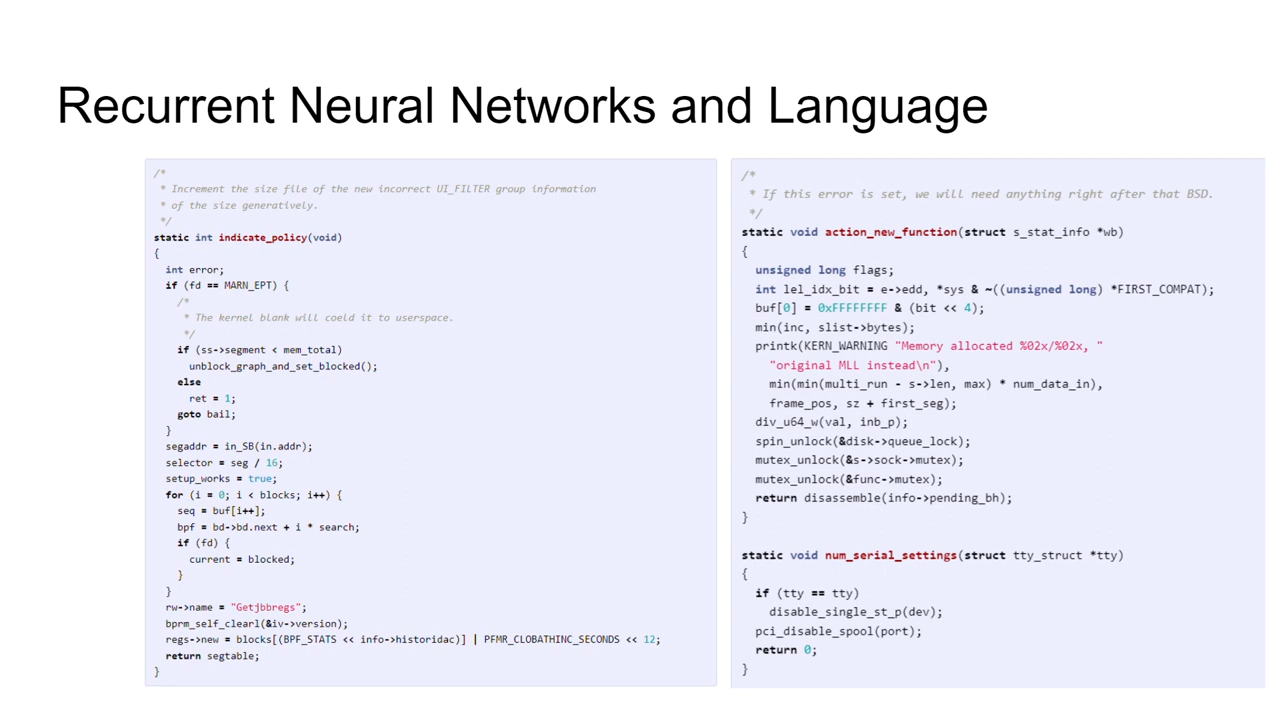 Recurrent Neural Networks and Language
/*
 * Increment the size file of the new incorrect UI_FILTER group information
 * of the size generatively.
 */
static int indicate_policy(void)
{
  int error;
  if (fd == MARN_EPT) {
    /*
     * The kernel blank will coeld it to userspace.
     */
    if (ss->segment < mem_total)
      unblock_graph_and_set_blocked();
    else
      ret = 1;
    goto bail;
  }
  segaddr = in_SB(in.addr);
  selector = seg / 16;
  setup_works = true;
  for (i = 0; i < blocks; i++) {
    seq = buf[i++];
    bpf = bd->bd.next + i * search;
    if (fd) {
      current = blocked;
    }
  }
  rw->name = "Getjbbregs";
  bprm_self_clearl(&iv->version);
  regs->new = blocks[(BPF_STATS << info->historidac)] | PFMR_CLOBATHINC_SECONDS << 12;
  return segtable;
}
/*
 * If this error is set, we will need anything right after that BSD.
 */
static void action_new_function(struct s_stat_info *wb)
{
  unsigned long flags;
  int lel_idx_bit = e->edd, *sys & ~((unsigned long) *FIRST_COMPAT);
  buf[0] = 0xFFFFFFFF & (bit << 4);
  min(inc, slist->bytes);
  printk(KERN_WARNING "Memory allocated %02x/%02x, "
    "original MLL instead\n"),
    min(min(multi_run - s->len, max) * num_data_in),
    frame_pos, sz + first_seg);
  div_u64_w(val, inb_p);
  spin_unlock(&disk->queue_lock);
  mutex_unlock(&s->sock->mutex);
  mutex_unlock(&func->mutex);
  return disassemble(info->pending_bh);
}
static void num_serial_settings(struct tty_struct *tty)
{
  if (tty == tty)
    disable_single_st_p(dev);
  pci_disable_spool(port);
  return 0;
}